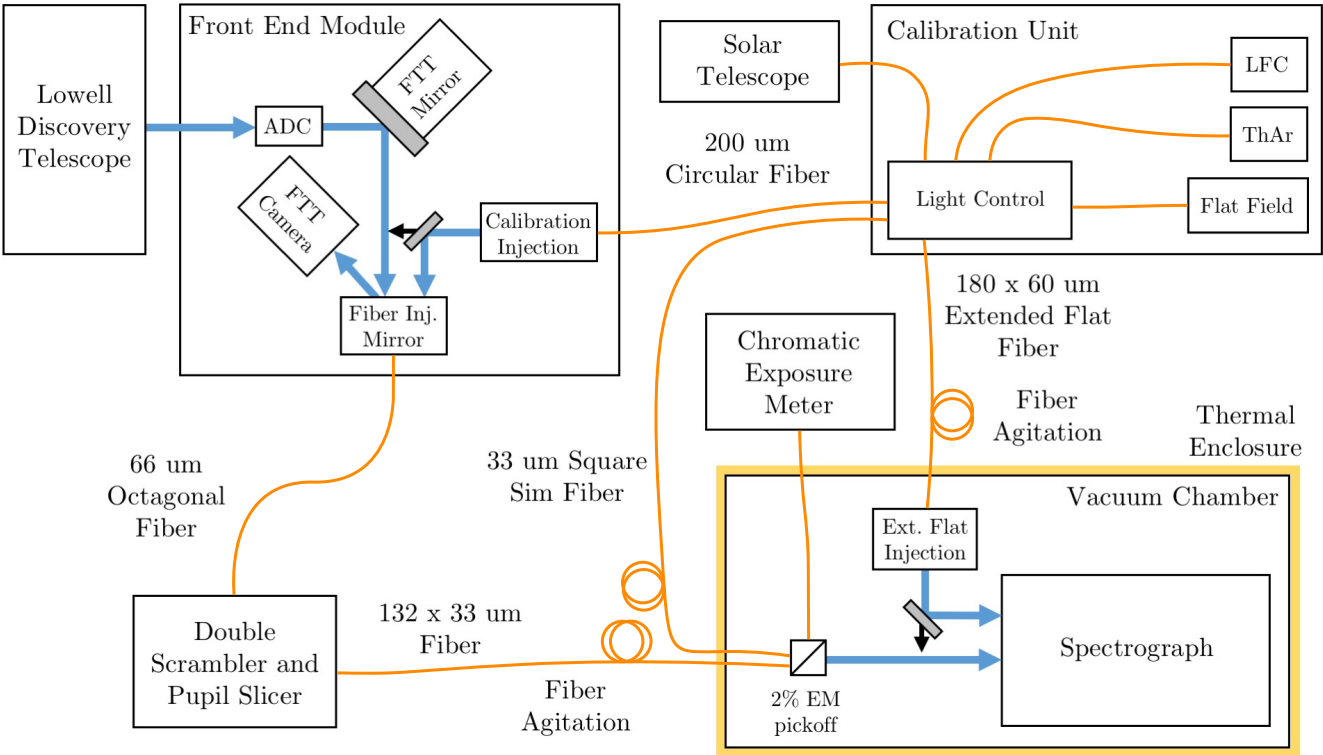 Front End Module
Lowell
Discovery
Telescope
ADC
FTT
Mirror
FTT
Camera
Calibration
Injection
Fiber Inj.
Mirror
Solar
Telescope
Calibration Unit
LFC
ThAr
Flat Field
Light Control
200 um
Circular Fiber
180 x 60 um
Extended Flat
Fiber
Chromatic
Exposure
Meter
Fiber
Agitation
Thermal
Enclosure
66 um
Octagonal
Fiber
33 um Square
Sim Fiber
Vacuum Chamber
Ext. Flat
Injection
Double
Scrambler and
Pupil Slicer
132 x 33 um
Fiber
Fiber
Agitation
2% EM
pickoff
Spectrograph